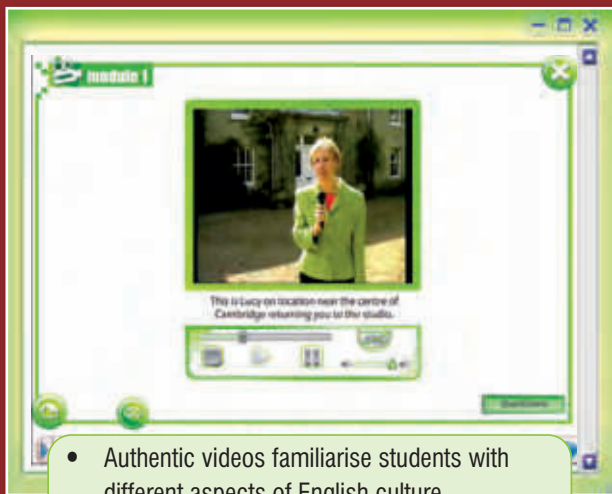 module 1
This is Lucy on location near the centre of
Cambridge returning you to the studio.
Questions
• Authentic videos familiarise students with
different aspects of English culture